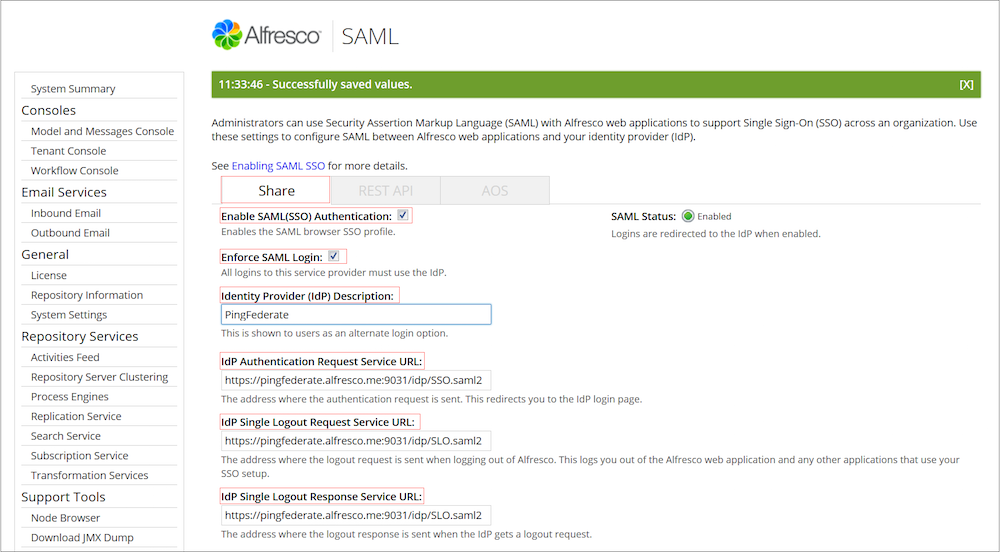 Alfresco SAML
11:33:46 - Successfully saved values. [X]
System Summary
Consoles
Model and Messages Console
Tenant Console
Workflow Console
Email Services
Inbound Email
Outbound Email
General
License
Repository Information
System Settings
Repository Services
Activities Feed
Repository Server Clustering
Process Engines
Replication Service
Search Service
Subscription Service
Transformation Services
Support Tools
Node Browser
Download JMX Dump
Administrators can use Security Assertion Markup Language (SAML) with Alfresco web applications to support Single Sign-On (SSO) across an organization. Use
these settings to configure SAML between Alfresco web applications and your identity provider (IdP).
See Enabling SAML SSO for more details.
Share REST API AOS
Enable SAML(SSO) Authentication:
Enables the SAML browser SSO profile.
SAML Status: Enabled
Logins are redirected to the IdP when enabled.
Enforce SAML Login:
All logins to this service provider must use the IdP.
Identity Provider (IdP) Description:
PingFederate
This is shown to users as an alternate login option.
IdP Authentication Request Service URL:
https://pingfederate.alfresco.me:9031/idp/SSO.saml2
The address where the authentication request is sent. This redirects you to the IdP login page.
IdP Single Logout Request Service URL:
https://pingfederate.alfresco.me:9031/idp/SLO.saml2
The address where the logout request is sent when logging out of Alfresco. This logs you out of the Alfresco web application and any other applications that use your
SSO setup.
IdP Single Logout Response Service URL:
https://pingfederate.alfresco.me:9031/idp/SLO.saml2
The address where the logout response is sent when the IdP gets a logout request.